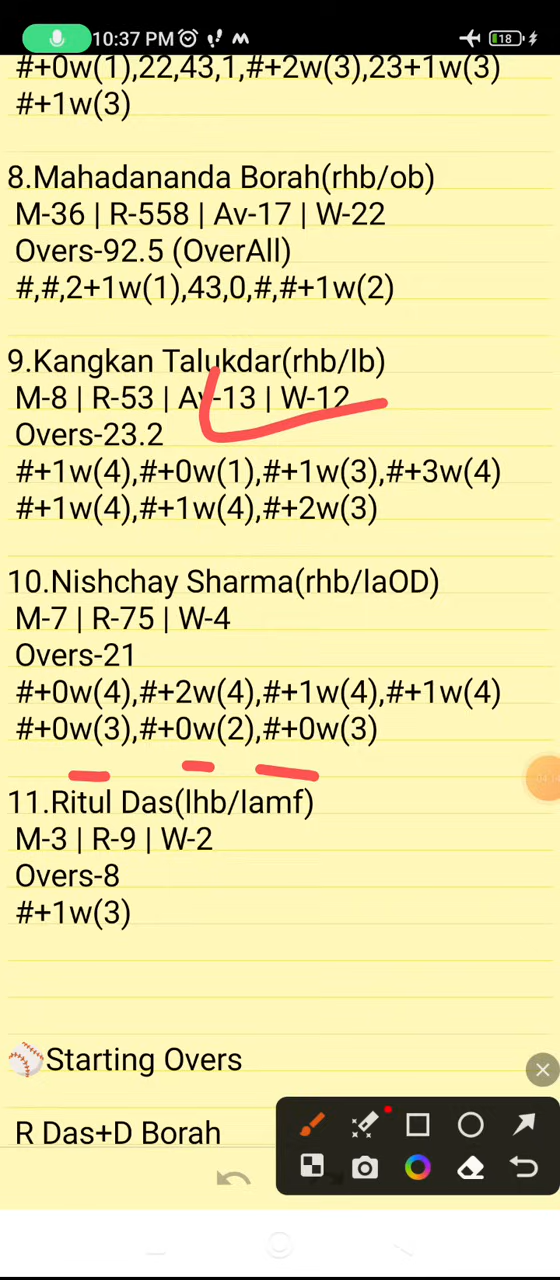 10:37 PM
18
#+0w(1),22,43,1,#+2w(3),23+1w(3)
#+1w(3)
8.Mahadananda Borah(rhb/ob)
M-36 | R-558 | Av-17 | W-22
Overs-92.5 (OverAll)
#,#,2+1w(1),43,0,#,#+1w(2)
9.Kangkan Talukdar(rhb/lb)
M-8 | R-53 | Av-13 | W-12
Overs-23.2
#+1w(4),#+0w(1),#+1w(3),#+3w(4)
#+1w(4),#+1w(4),#+2w(3)
10.Nishchay Sharma(rhb/laOD)
M-7 | R-75 | W-4
Overs-21
#+0w(4),#+2w(4),#+1w(4),#+1w(4)
#+0w(3),#+0w(2),#+0w(3)
11.Ritul Das(lhb/lamf)
M-3 | R-9 | W-2
Overs-8
#+1w(3)
Starting Overs
R Das+D Borah